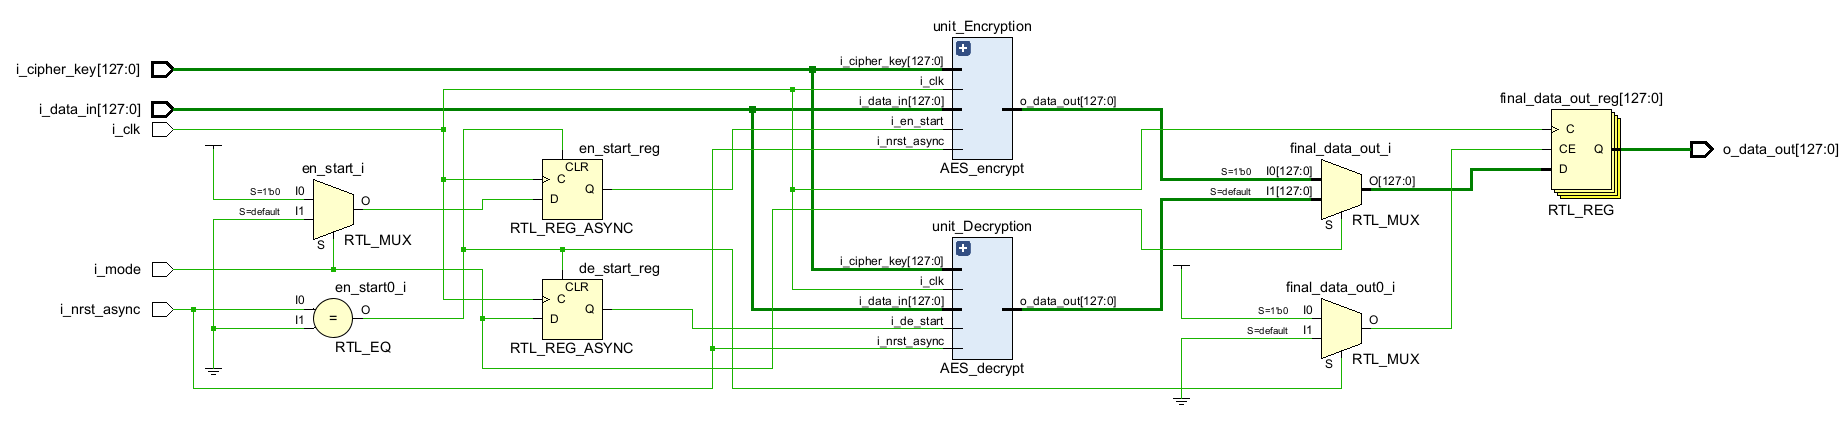 unit_Encryption
i_cipher_key[127:0]
i_cipher_key[127:0]
i_clk
i_data_in[127:0]
i_data_in[127:0]
o_data_out[127:0]
i_en_start
i_nrst_async
AES_encrypt
i_clk
en_start_i
S=1'b0
I0
S=default
I1
O
S
RTL_MUX
en_start_reg
CLR
C
D
Q
RTL_REG_ASYNC
i_mode
i_nrst_async
en_start0_i
I0
I1
=
O
RTL_EQ
de_start_reg
CLR
C
D
Q
RTL_REG_ASYNC
unit_Decryption
i_cipher_key[127:0]
i_clk
i_data_in[127:0]
o_data_out[127:0]
i_de_start
i_nrst_async
AES_decrypt
final_data_out_i
S=1'b0
I0[127:0]
S=default
I1[127:0]
O[127:0]
S
RTL_MUX
final_data_out0_i
S=1'b0
I0
S=default
I1
O
S
RTL_MUX
final_data_out_reg[127:0]
C
CE
D
Q
RTL_REG
o_data_out[127:0]